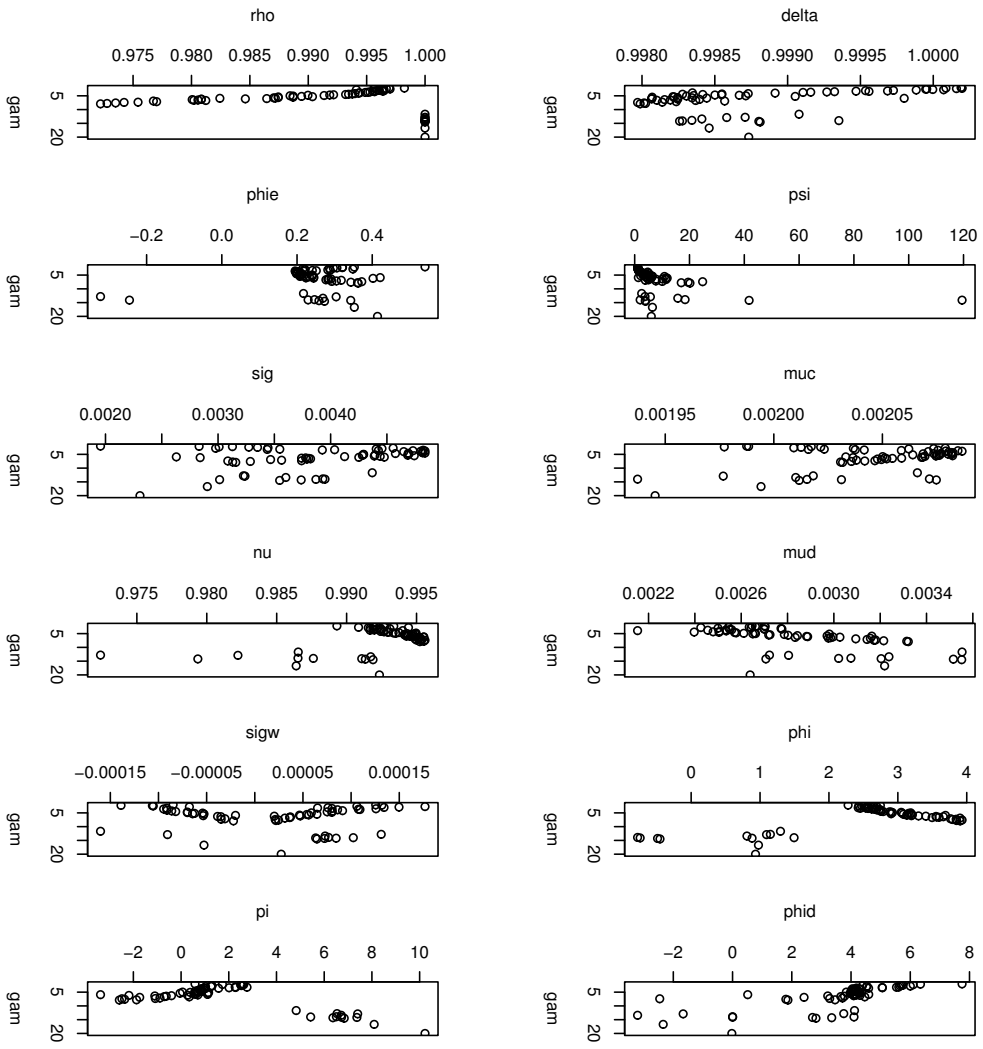 rho
0.975 0.980 0.985 0.990 0.995 1.000
gam
5
20
delta
0.9980 0.9985 0.9990 0.9995 1.0000
gam
5
20
phie
−0.2 0.0 0.2 0.4
gam
5
20
psi
0 20 40 60 80 100 120
gam
5
20
sig
0.0020 0.0030 0.0040
gam
5
20
muc
0.00195 0.00200 0.00205
gam
5
20
nu
0.975 0.980 0.985 0.990 0.995
gam
5
20
mud
0.0022 0.0026 0.0030 0.0034
gam
5
20
sigw
−0.00015 −0.00005 0.00005 0.00015
gam
5
20
phi
0 1 2 3 4
gam
5
20
pi
−2 0 2 4 6 8 10
gam
5
20
phid
−2 0 2 4 6 8
gam
5
20